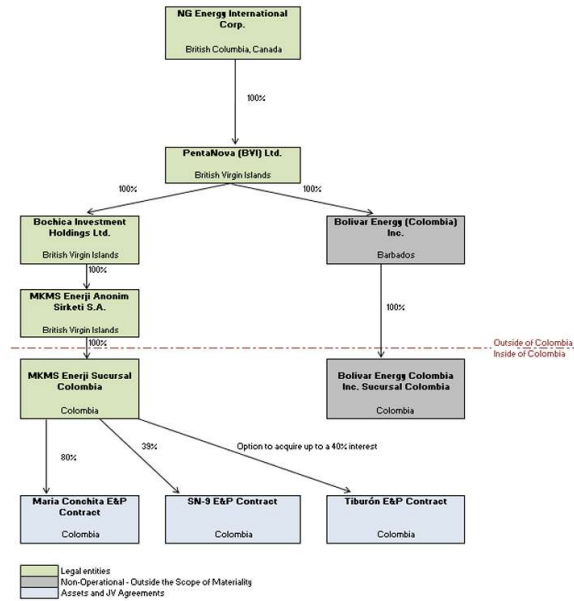 NG Energy International
Corp.
British Columbia, Canada
100%
PentaNova (BVI) Ltd.
British Virgin Islands
100%
100%
Bochica Investment
Holdings Ltd.
British Virgin Islands
Bolivar Energy (Colombia)
Inc.
Barbados
100%
100%
MKMS Enerji Anonim
Sirketi S.A.
British Virgin Islands
100%
Outside of Colombia
Inside of Colombia
MKMS Enerji Sucursal
Colombia
Colombia
Bolivar Energy Colombia
Inc. Sucursal Colombia
Colombia
80%
39%
Option to acquire up to a 40% interest
Maria Conchita E&P
Contract
Colombia
SN-9 E&P Contract
Colombia
Tiburón E&P Contract
Colombia
Legal entities
Non-Operational - Outside the Scope of Materiality
Assets and JV Agreements